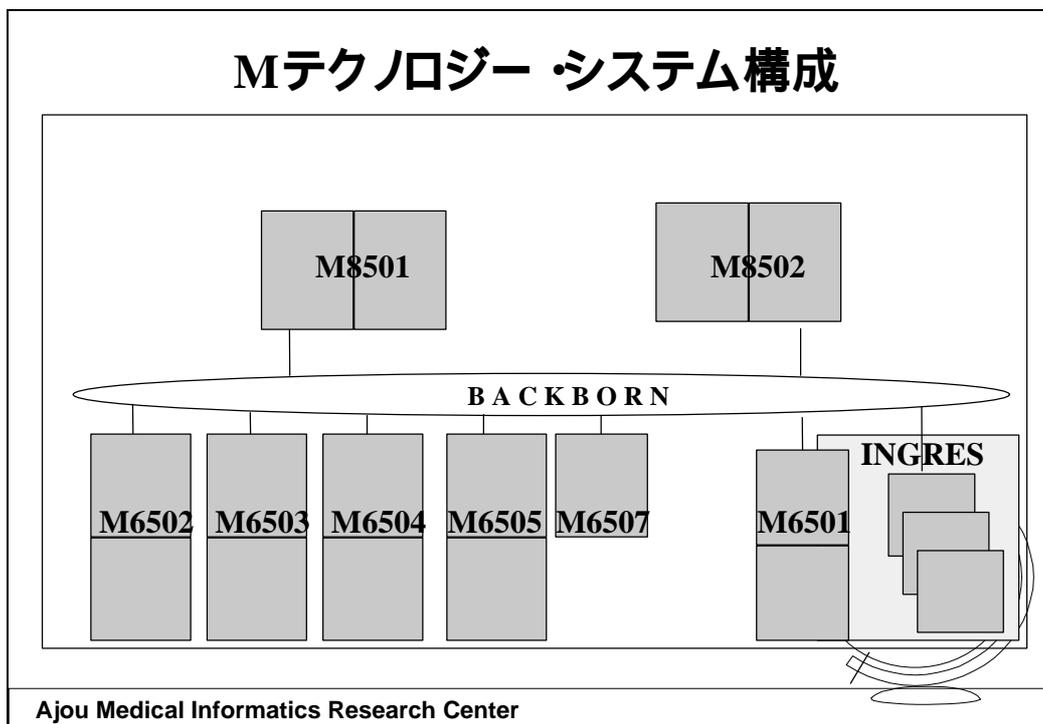 Mテクノロジー・システム構成
M8501 M8502
BACKBORN
INGRES
M6502 M6503 M6504 M6505 M6507 M6501
Ajou Medical Informatics Research Center